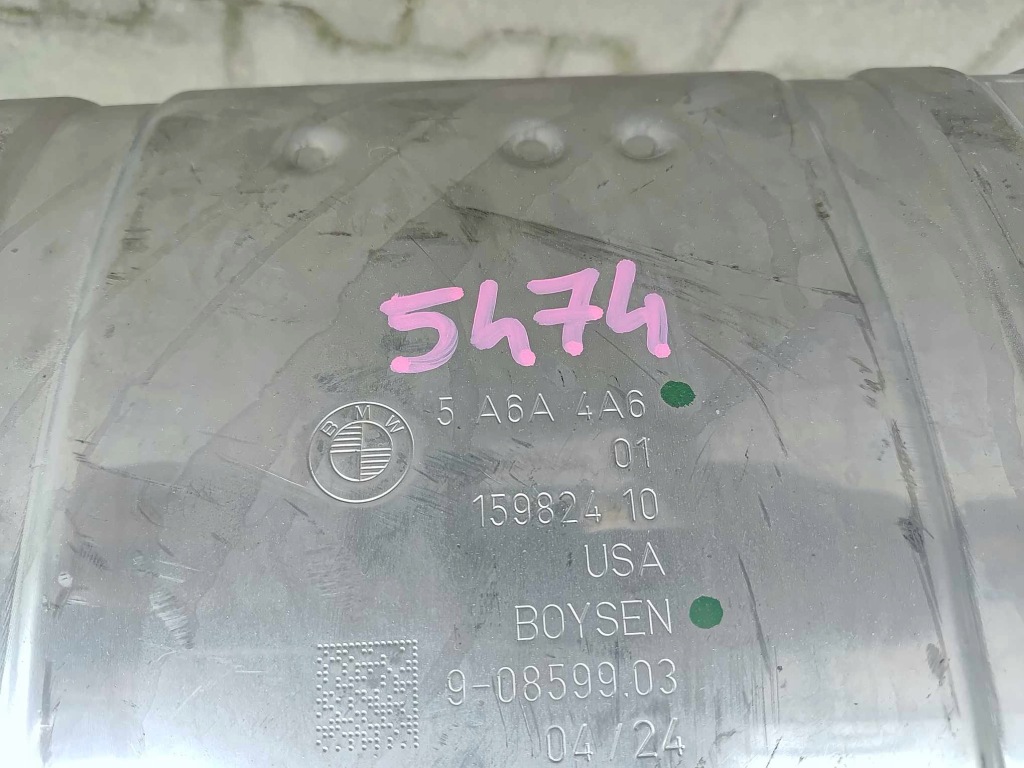 5474
5 A6A 4A6
BMW
01
159824 10
USA
BOYSEN
9-08599.03
04/24